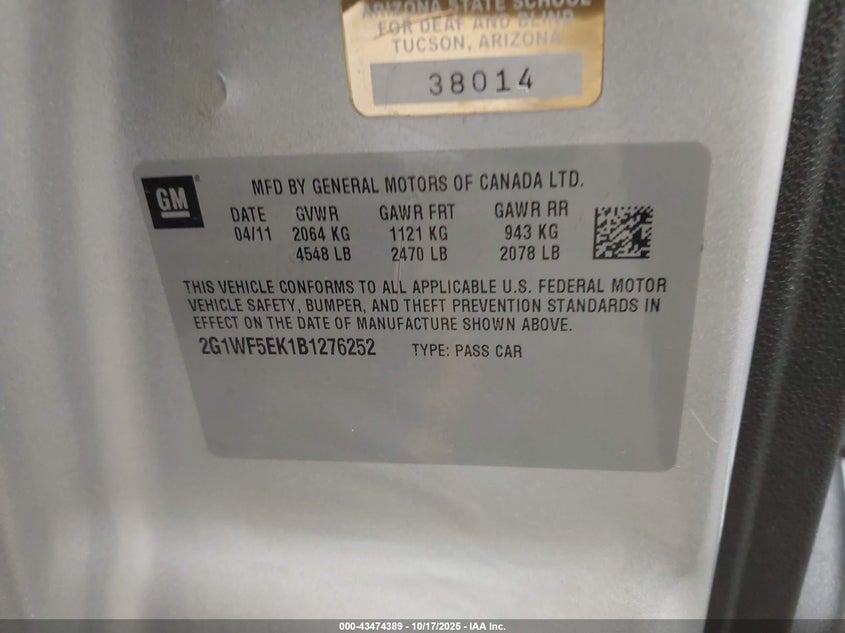 ARIZONA STATE SCHOOL
FOR DEAF AND BLIND
TUCSON, ARIZONA
38014
GM
®
MFD BY GENERAL MOTORS OF CANADA LTD.
DATE GVWR GAWR FRT GAWR RR
04/11 2064 KG 1121 KG 943 KG
4548 LB 2470 LB 2078 LB
THIS VEHICLE CONFORMS TO ALL APPLICABLE U.S. FEDERAL MOTOR
VEHICLE SAFETY, BUMPER, AND THEFT PREVENTION STANDARDS IN
EFFECT ON THE DATE OF MANUFACTURE SHOWN ABOVE.
2G1WF5EK1B1276252 TYPE: PASS CAR
000-43474389 - 10/17/2025 - IAA Inc.